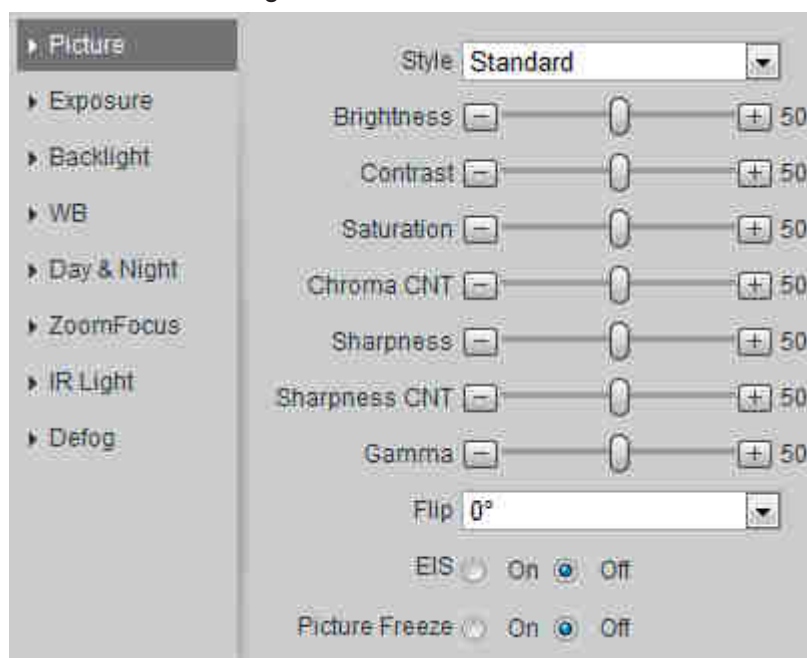 Picture
Exposure
Backlight
WB
Day & Night
ZoomFocus
IR Light
Defog
Style Standard
Brightness 50
Contrast 50
Saturation 50
Chroma CNT 50
Sharpness 50
Sharpness CNT 50
Gamma 50
Flip 0°
EIS On Off
Picture Freeze On Off